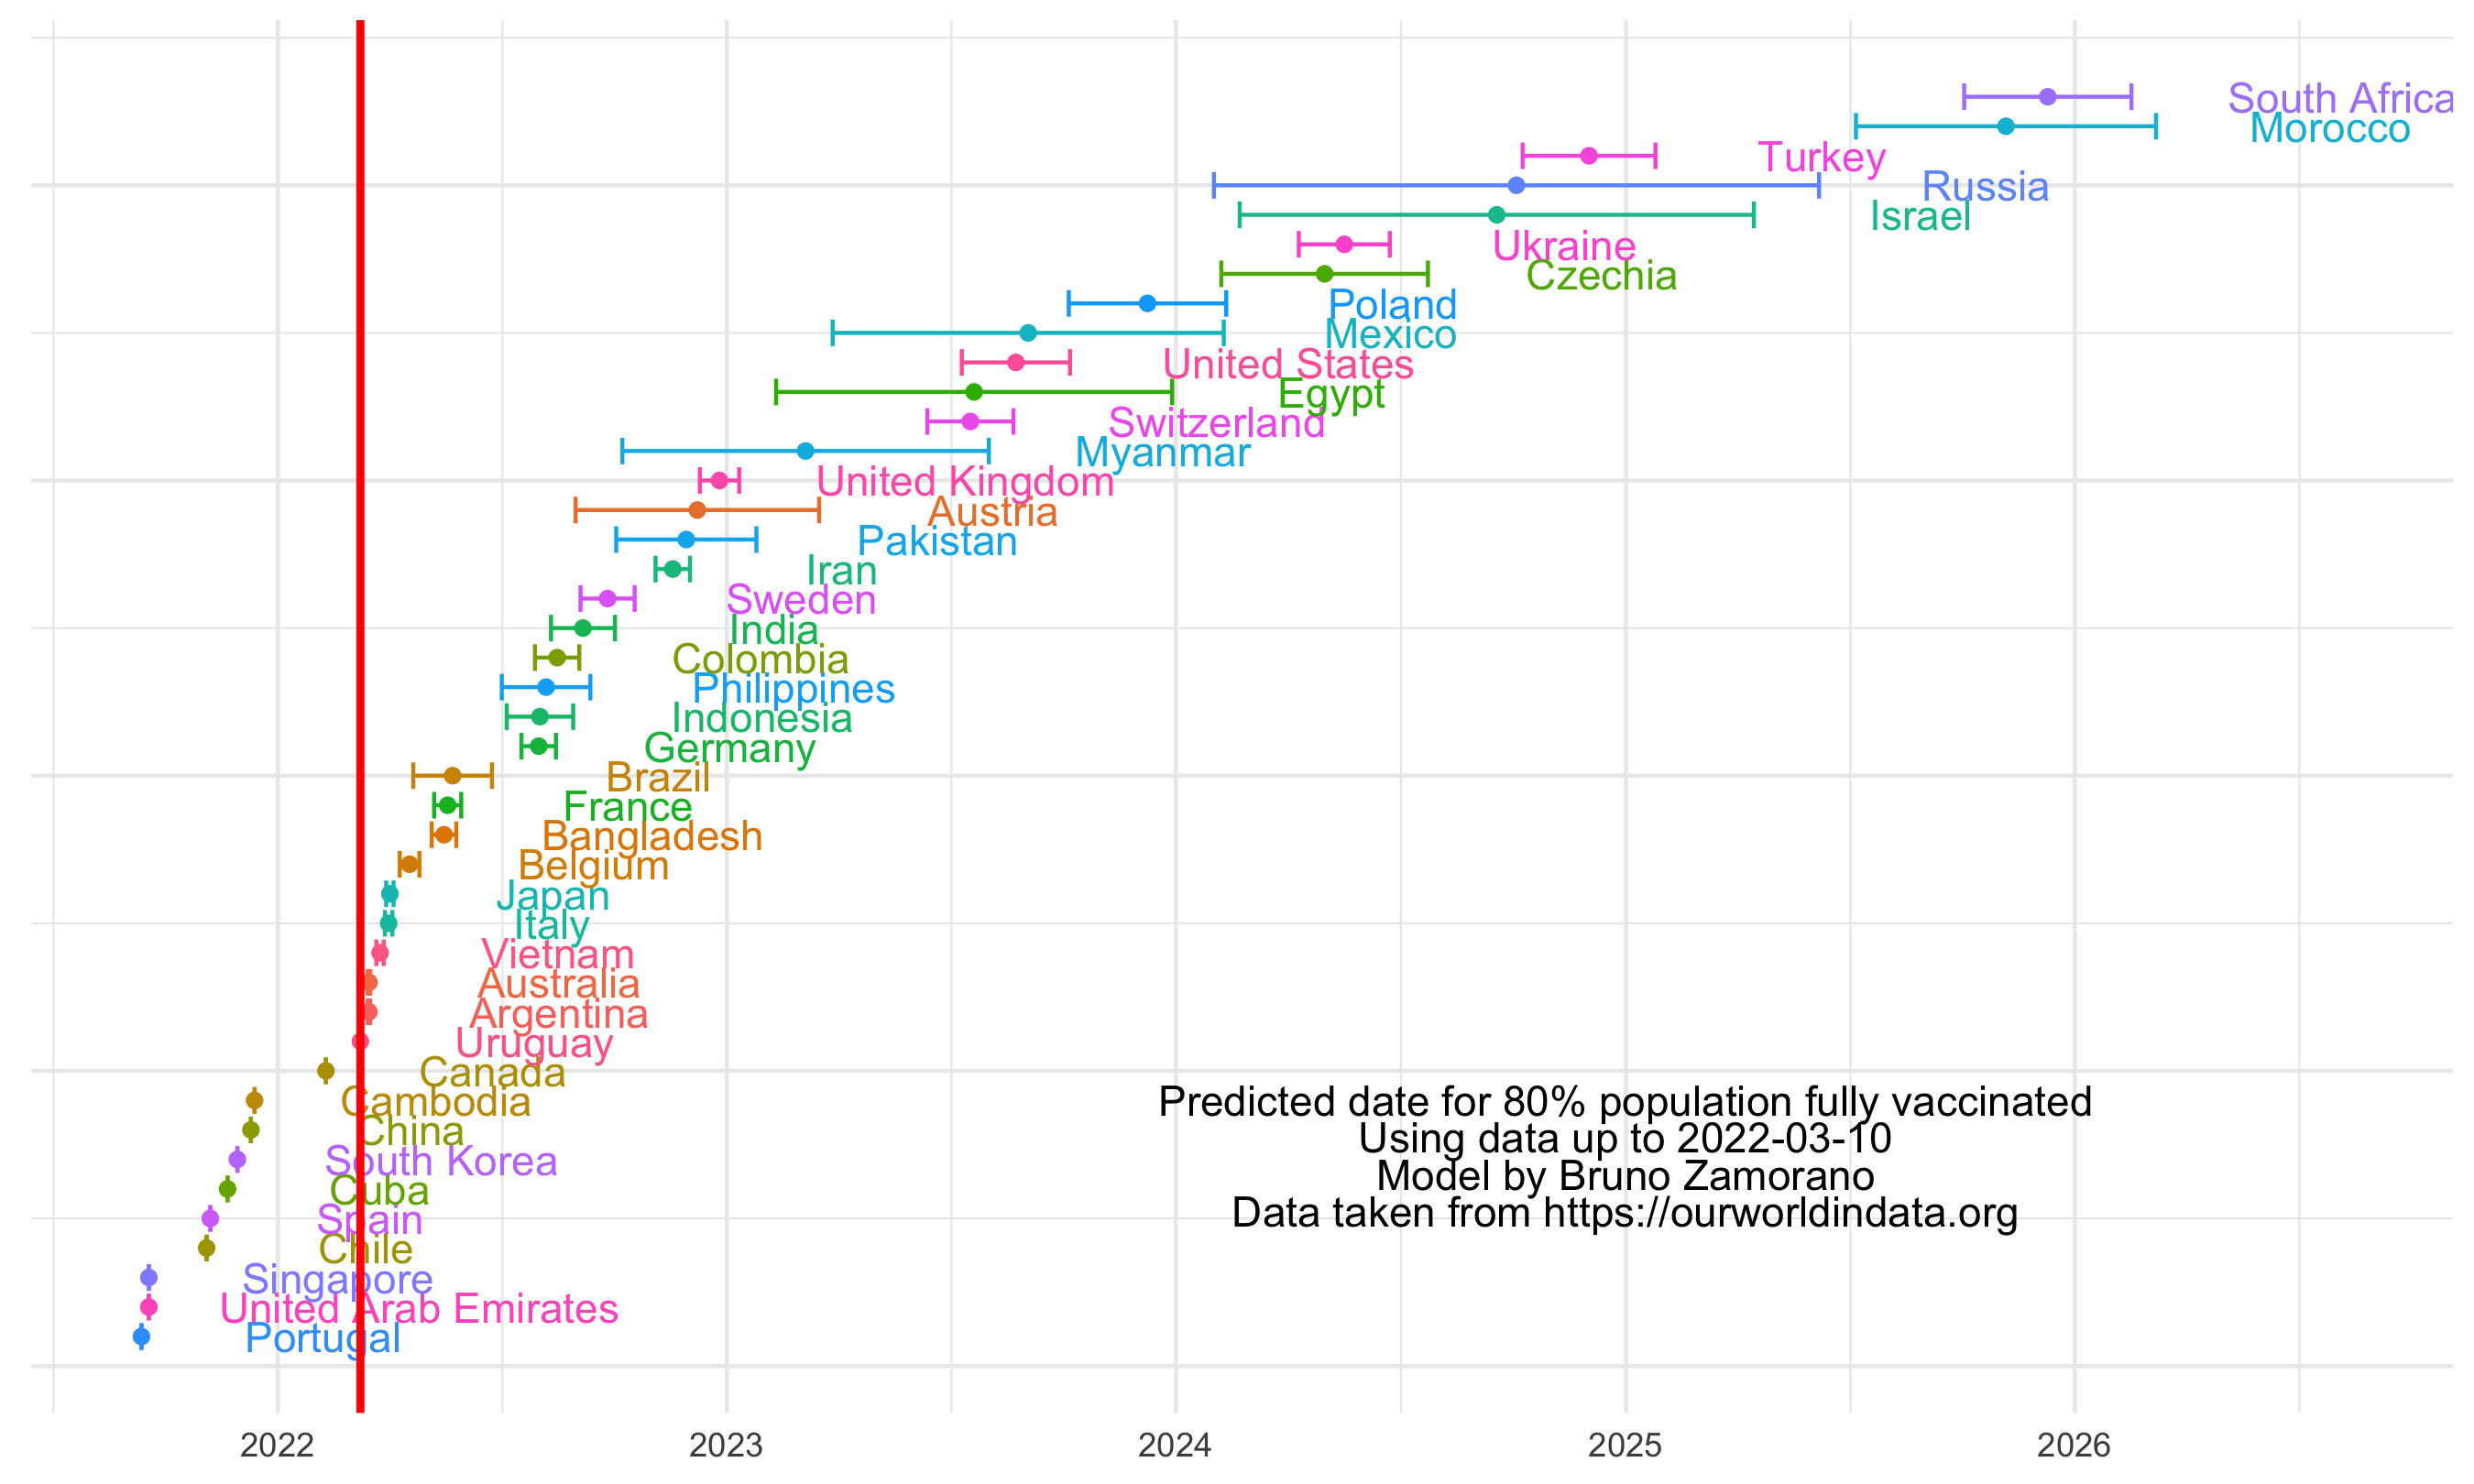 South Africa
Morocco
Turkey
Russia
Israel
Ukraine
Czechia
Poland
Mexico
United States
Egypt
Switzerland
Myanmar
United Kingdom
Austria
Pakistan
Iran
Sweden
India
Colombia
Philippines
Indonesia
Germany
Brazil
France
Bangladesh
Belgium
Japan
Italy
Vietnam
Australia
Argentina
Uruguay
Canada
Cambodia
China
South Korea
Cuba
Spain
Chile
Singapore
United Arab Emirates
Portugal
Predicted date for 80% population fully vaccinated
Using data up to 2022-03-10
Model by Bruno Zamorano
Data taken from https://ourworldindata.org
2022 2023 2024 2025 2026